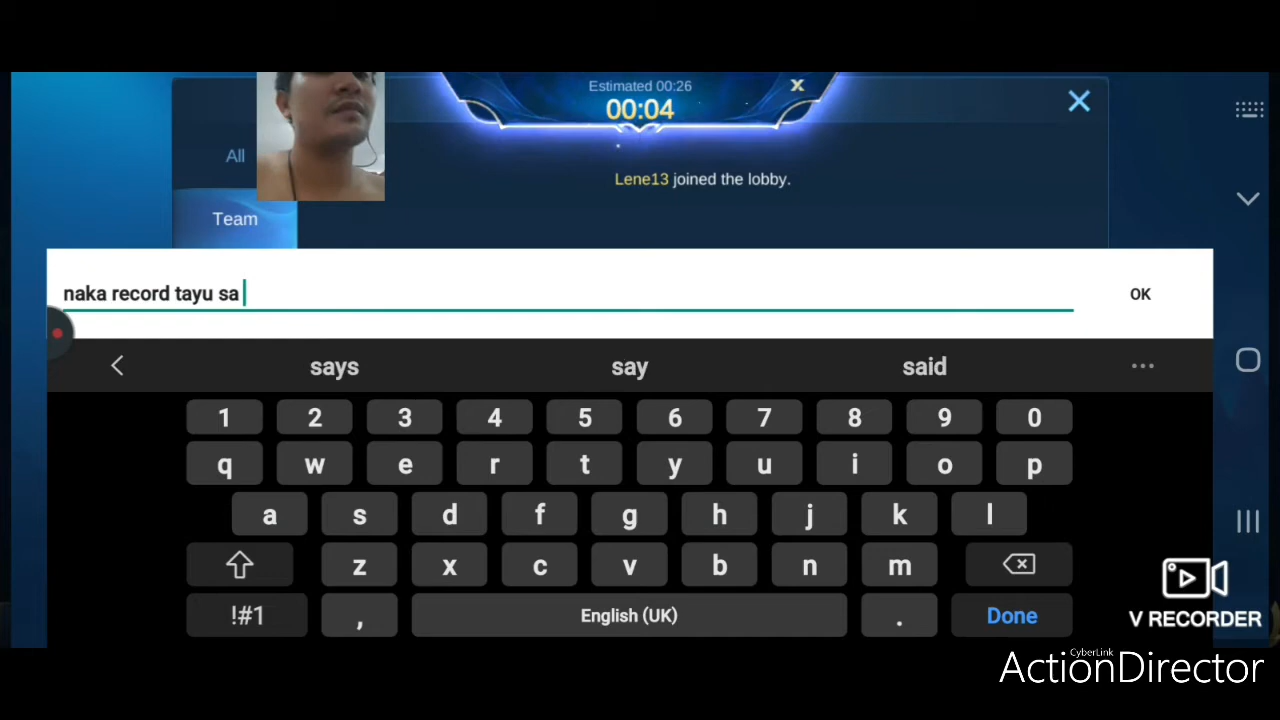 Estimated 00:26
X
00:04
All
Lene13 joined the lobby.
Team
naka record tayu sa
OK
says say said
1 2 3 4 5 6 7 8 9 0
q w e r t y u i o p
a s d f g h j k l
z x c v b n m
!#1 , English (UK) . Done
V RECORDER
CyberLink
ActionDirector